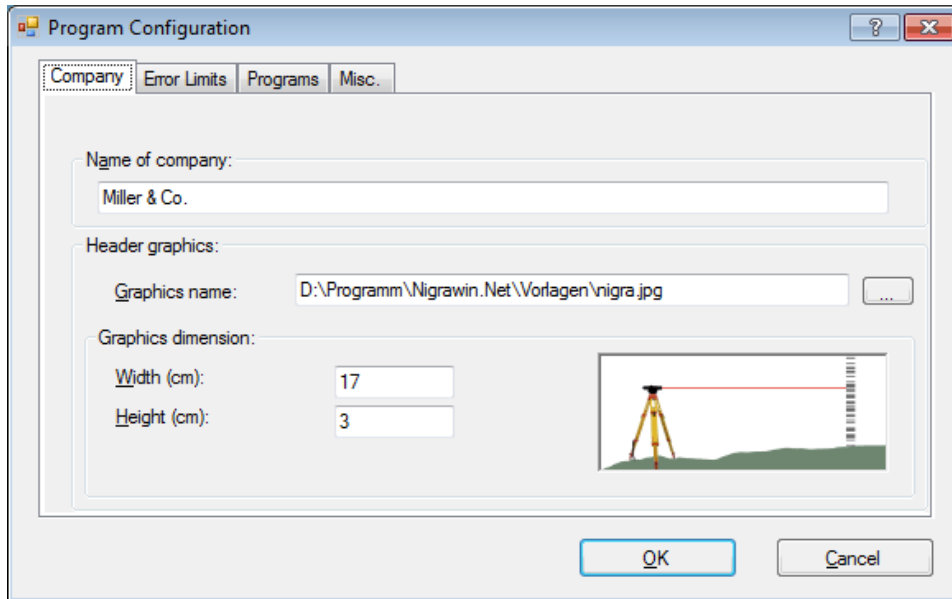 Program Configuration
Company Error Limits Programs Misc.
Name of company:
Miller & Co.
Header graphics:
Graphics name: D:\Programm\Nigrawin.Net\Vorlagen\nigra.jpg ...
Graphics dimension:
Width (cm): 17
Height (cm): 3
OK Cancel